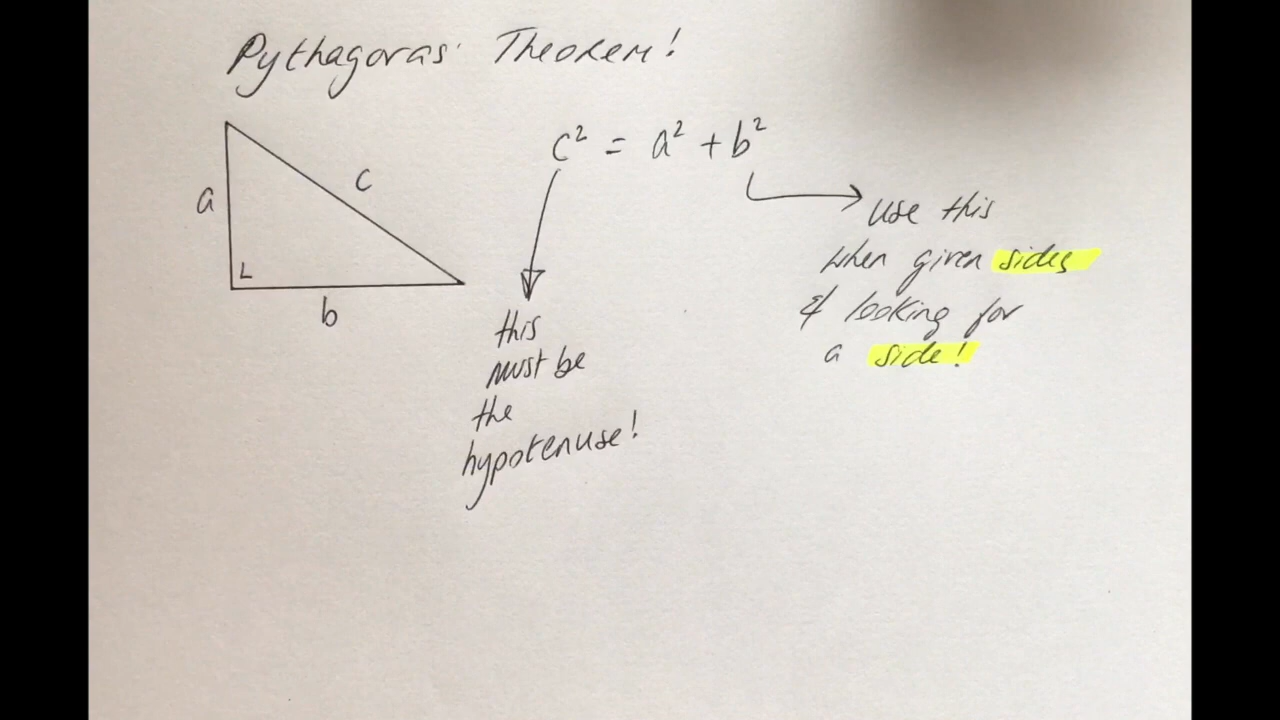 Pythagoras' Theorem!
c² = a² + b²
a
c
L
b
use this
when given sides
& looking for
a side!
this
must be
the
hypotenuse!